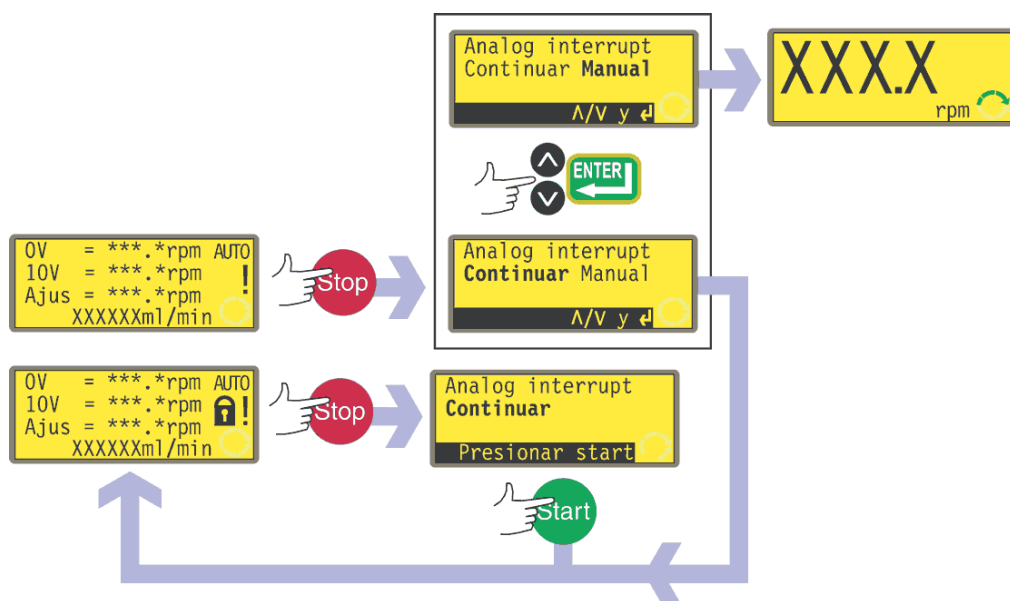 Analog interrupt
Continuar Manual
Λ/V y ↲
XXX.X
rpm
ENTER
0V = ***.*rpm AUTO
10V = ***.*rpm !
Ajus = ***.*rpm
XXXXXXml/min
Stop
Analog interrupt
Continuar Manual
Λ/V y ↲
0V = ***.*rpm AUTO
10V = ***.*rpm !
Ajus = ***.*rpm
XXXXXXml/min
Stop
Analog interrupt
Continuar
Presionar start
Start